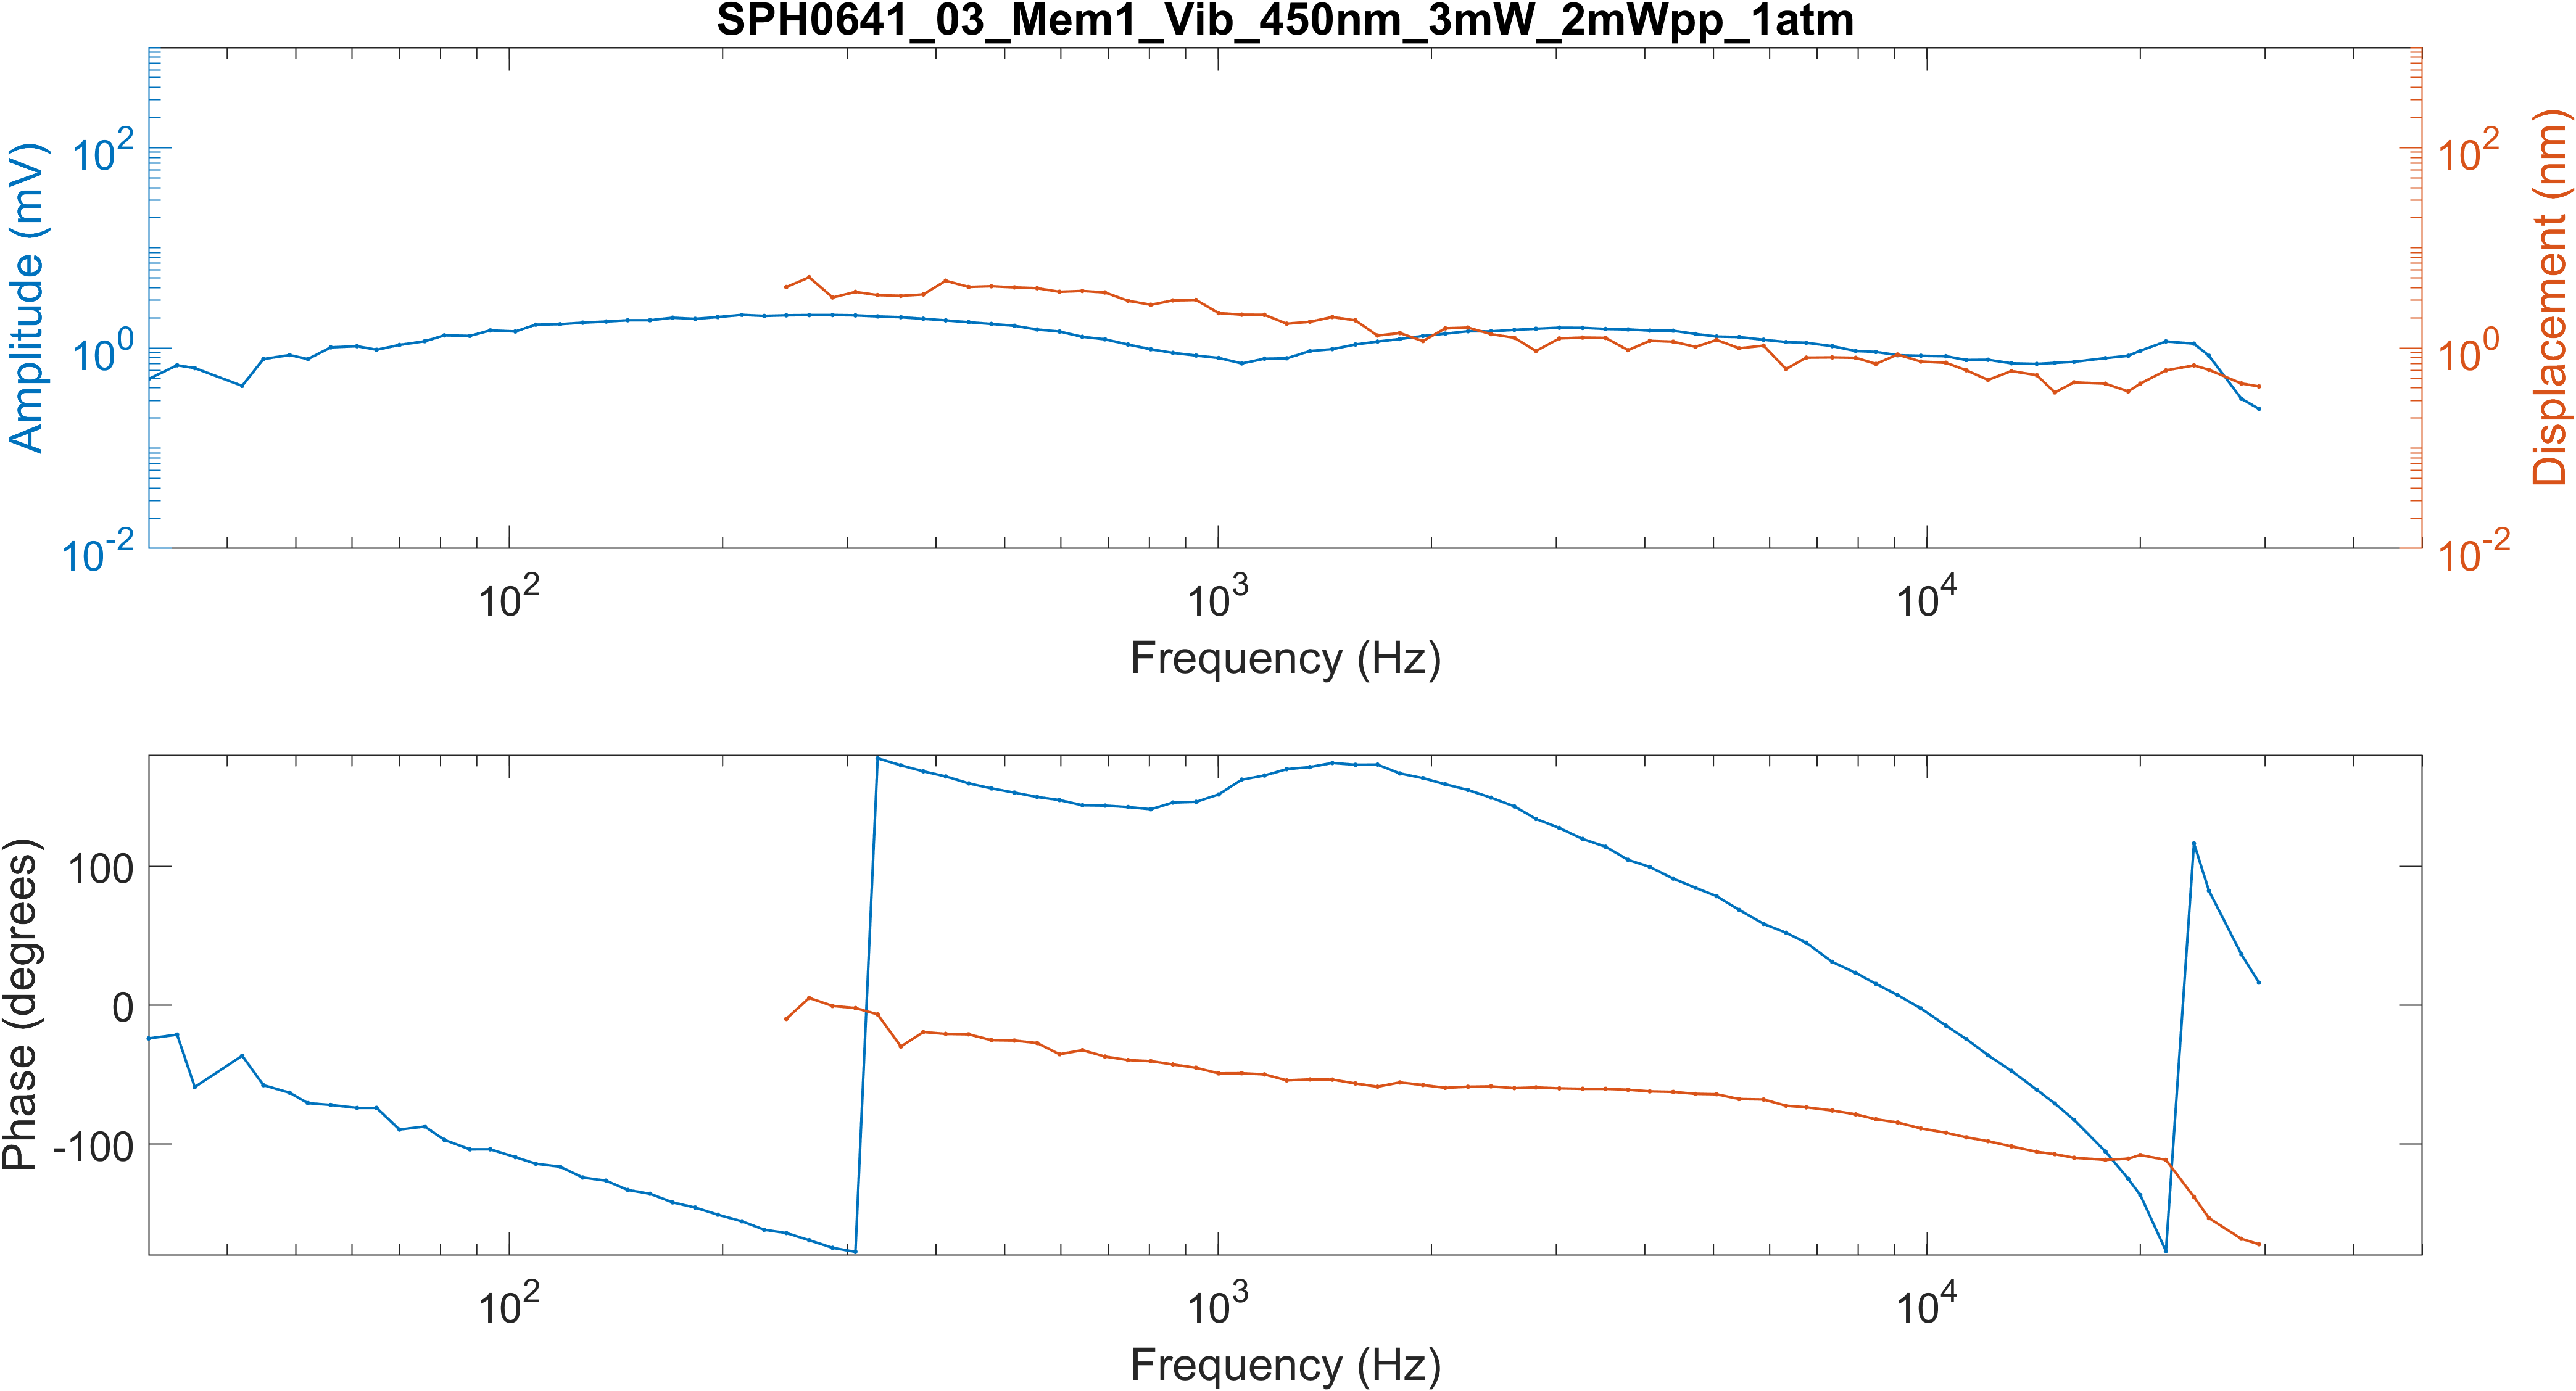 SPH0641_03_Mem1_Vib_450nm_3mW_2mWpp_1atm
Amplitude (mV)
10^2
10^0
10^-2
Displacement (nm)
10^2
10^0
10^-2
10^2
10^3
10^4
Frequency (Hz)
Phase (degrees)
100
0
-100
10^2
10^3
10^4
Frequency (Hz)